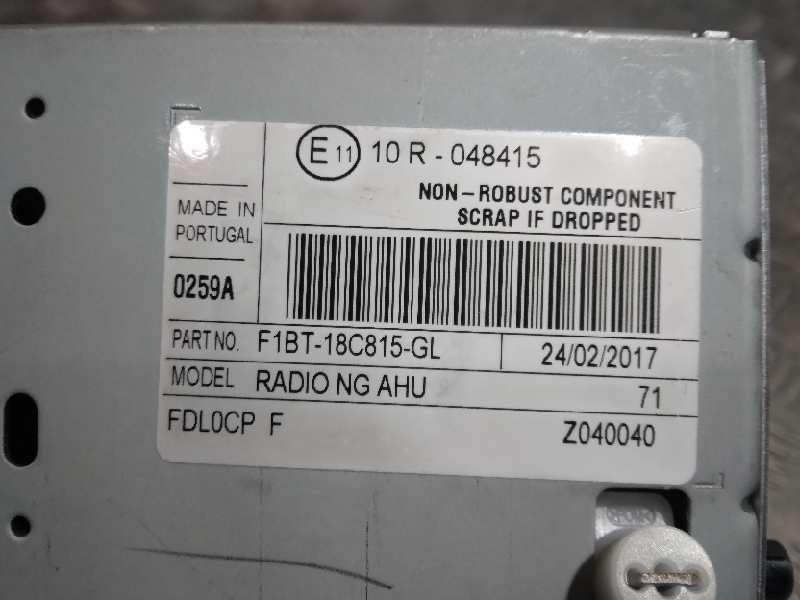 E11 10 R - 048415
NON-ROBUST COMPONENT
SCRAP IF DROPPED
MADE IN
PORTUGAL
0259A
PART NO. F1BT-18C815-GL 24/02/2017
MODEL RADIO NG AHU 71
FDL0CP F Z040040